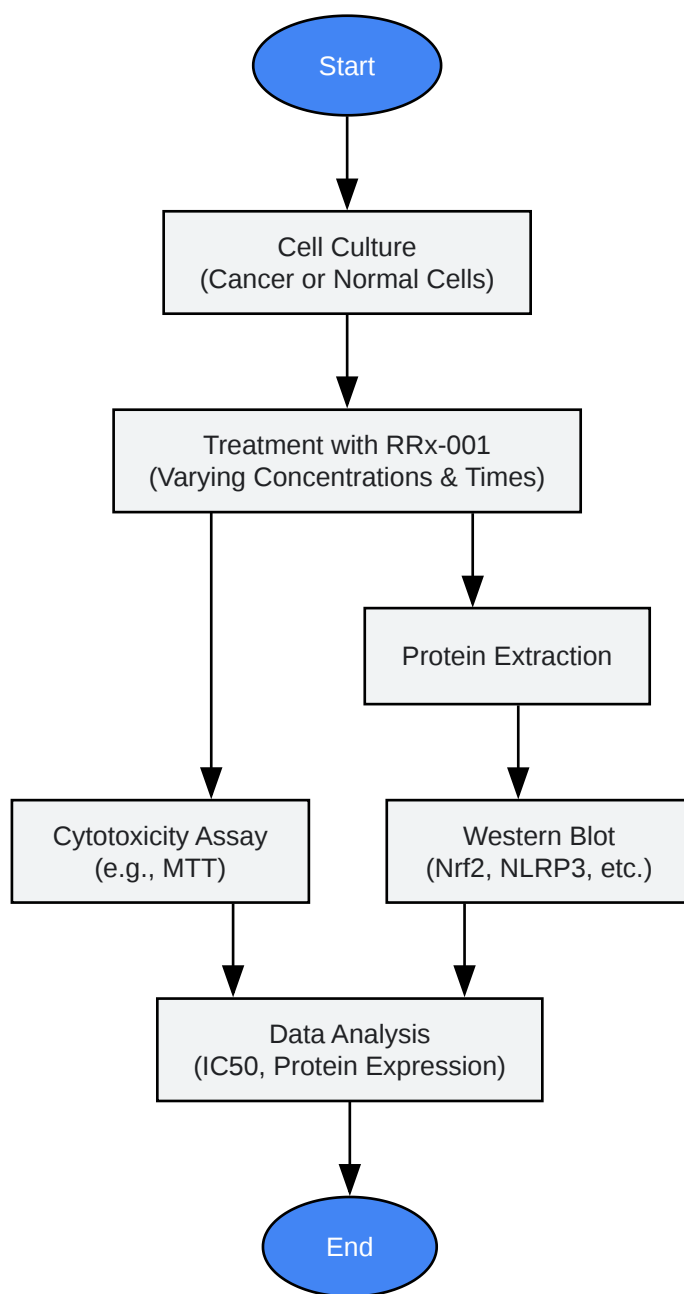 Start
Cell Culture
(Cancer or Normal Cells)
Treatment with RRx-001
(Varying Concentrations & Times)
Protein Extraction
Cytotoxicity Assay
(e.g., MTT)
Western Blot
(Nrf2, NLRP3, etc.)
Data Analysis
(IC50, Protein Expression)
End